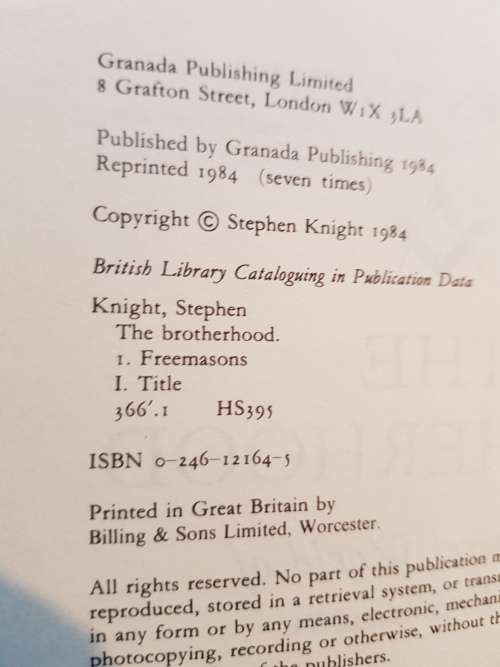 Granada Publishing Limited
8 Grafton Street, London W1X 3LA
Published by Granada Publishing 1984
Reprinted 1984 (seven times)
Copyright © Stephen Knight 1984
British Library Cataloguing in Publication Data
Knight, Stephen
The brotherhood.
1. Freemasons
I. Title
366'.1 HS395
ISBN 0-246-12164-5
Printed in Great Britain by
Billing & Sons Limited, Worcester.
All rights reserved. No part of this publication
reproduced, stored in a retrieval system, or
in any form or by any means, electronic,
photocopying, recording or otherwise, without
the publishers.